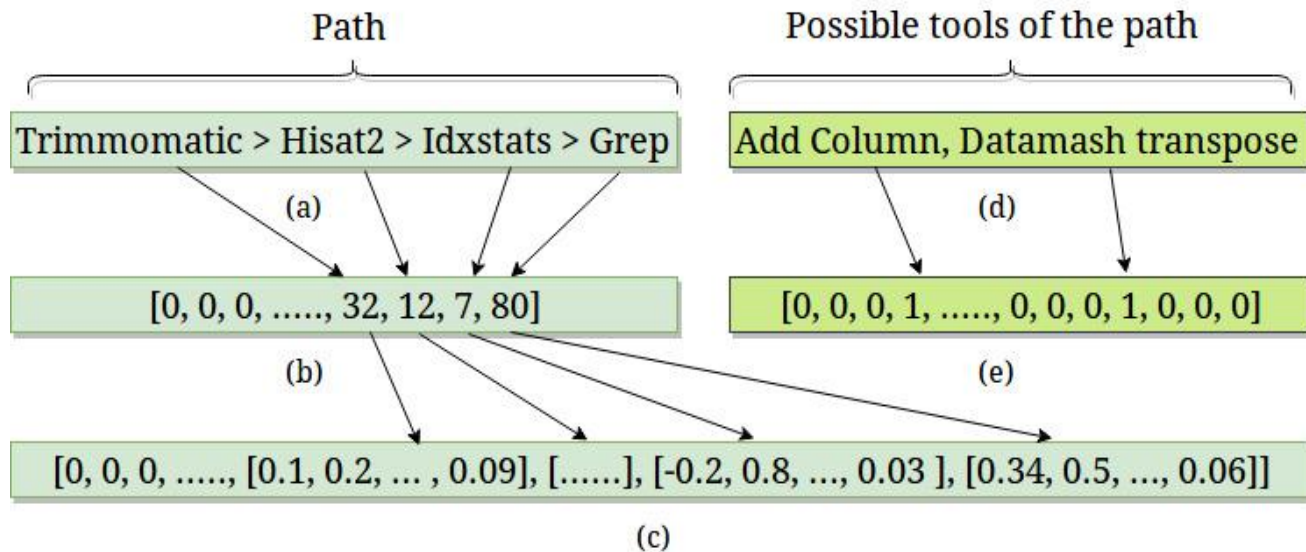 Path
Possible tools of the path
Trimmomatic > Hisat2 > Idxstats > Grep
Add Column, Datamash transpose
(a)
(d)
[0, 0, 0, ....., 32, 12, 7, 80]
[0, 0, 0, 1, ....., 0, 0, 0, 1, 0, 0, 0]
(b)
(e)
[0, 0, 0, ....., [0.1, 0.2, ... , 0.09], [......], [-0.2, 0.8, ..., 0.03 ], [0.34, 0.5, ..., 0.06]]
(c)